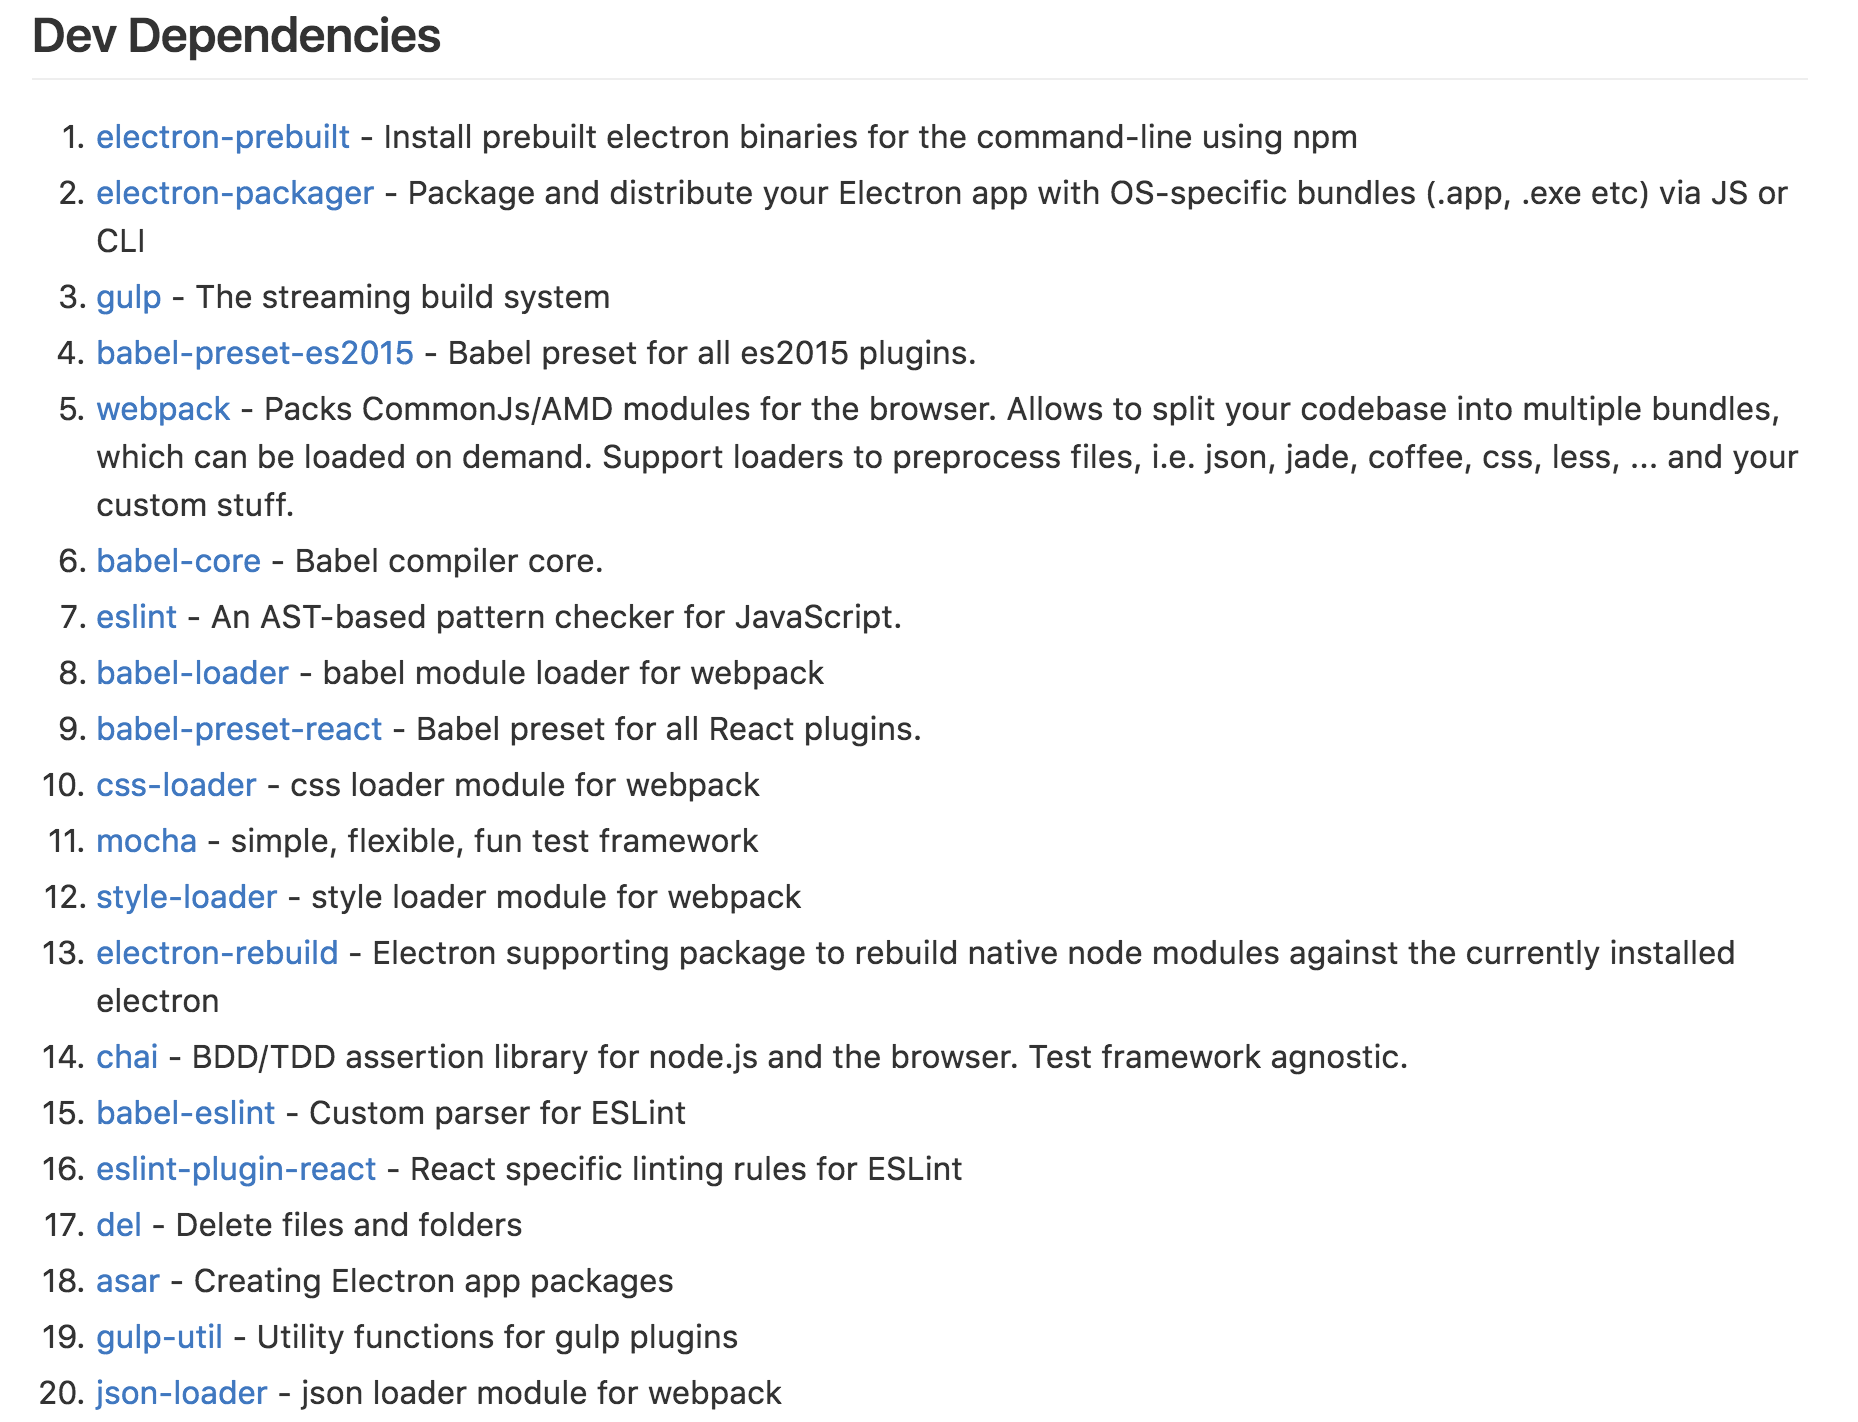 Dev Dependencies
1. electron-prebuilt - Install prebuilt electron binaries for the command-line using npm
2. electron-packager - Package and distribute your Electron app with OS-specific bundles (.app, .exe etc) via JS or
CLI
3. gulp - The streaming build system
4. babel-preset-es2015 - Babel preset for all es2015 plugins.
5. webpack - Packs CommonJs/AMD modules for the browser. Allows to split your codebase into multiple bundles,
which can be loaded on demand. Support loaders to preprocess files, i.e. json, jade, coffee, css, less, ... and your
custom stuff.
6. babel-core - Babel compiler core.
7. eslint - An AST-based pattern checker for JavaScript.
8. babel-loader - babel module loader for webpack
9. babel-preset-react - Babel preset for all React plugins.
10. css-loader - css loader module for webpack
11. mocha - simple, flexible, fun test framework
12. style-loader - style loader module for webpack
13. electron-rebuild - Electron supporting package to rebuild native node modules against the currently installed
electron
14. chai - BDD/TDD assertion library for node.js and the browser. Test framework agnostic.
15. babel-eslint - Custom parser for ESLint
16. eslint-plugin-react - React specific linting rules for ESLint
17. del - Delete files and folders
18. asar - Creating Electron app packages
19. gulp-util - Utility functions for gulp plugins
20. json-loader - json loader module for webpack